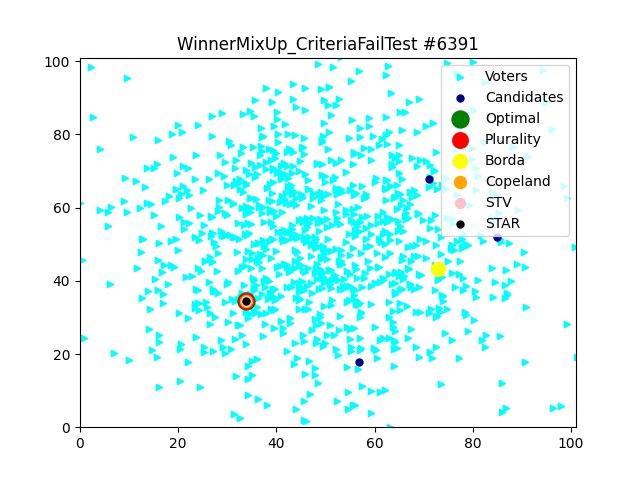 WinnerMixUp_CriteriaFailTest #6391
100
80
60
40
20
0
0
20
40
60
80
100
Voters
Candidates
Optimal
Plurality
Borda
Copeland
STV
STAR